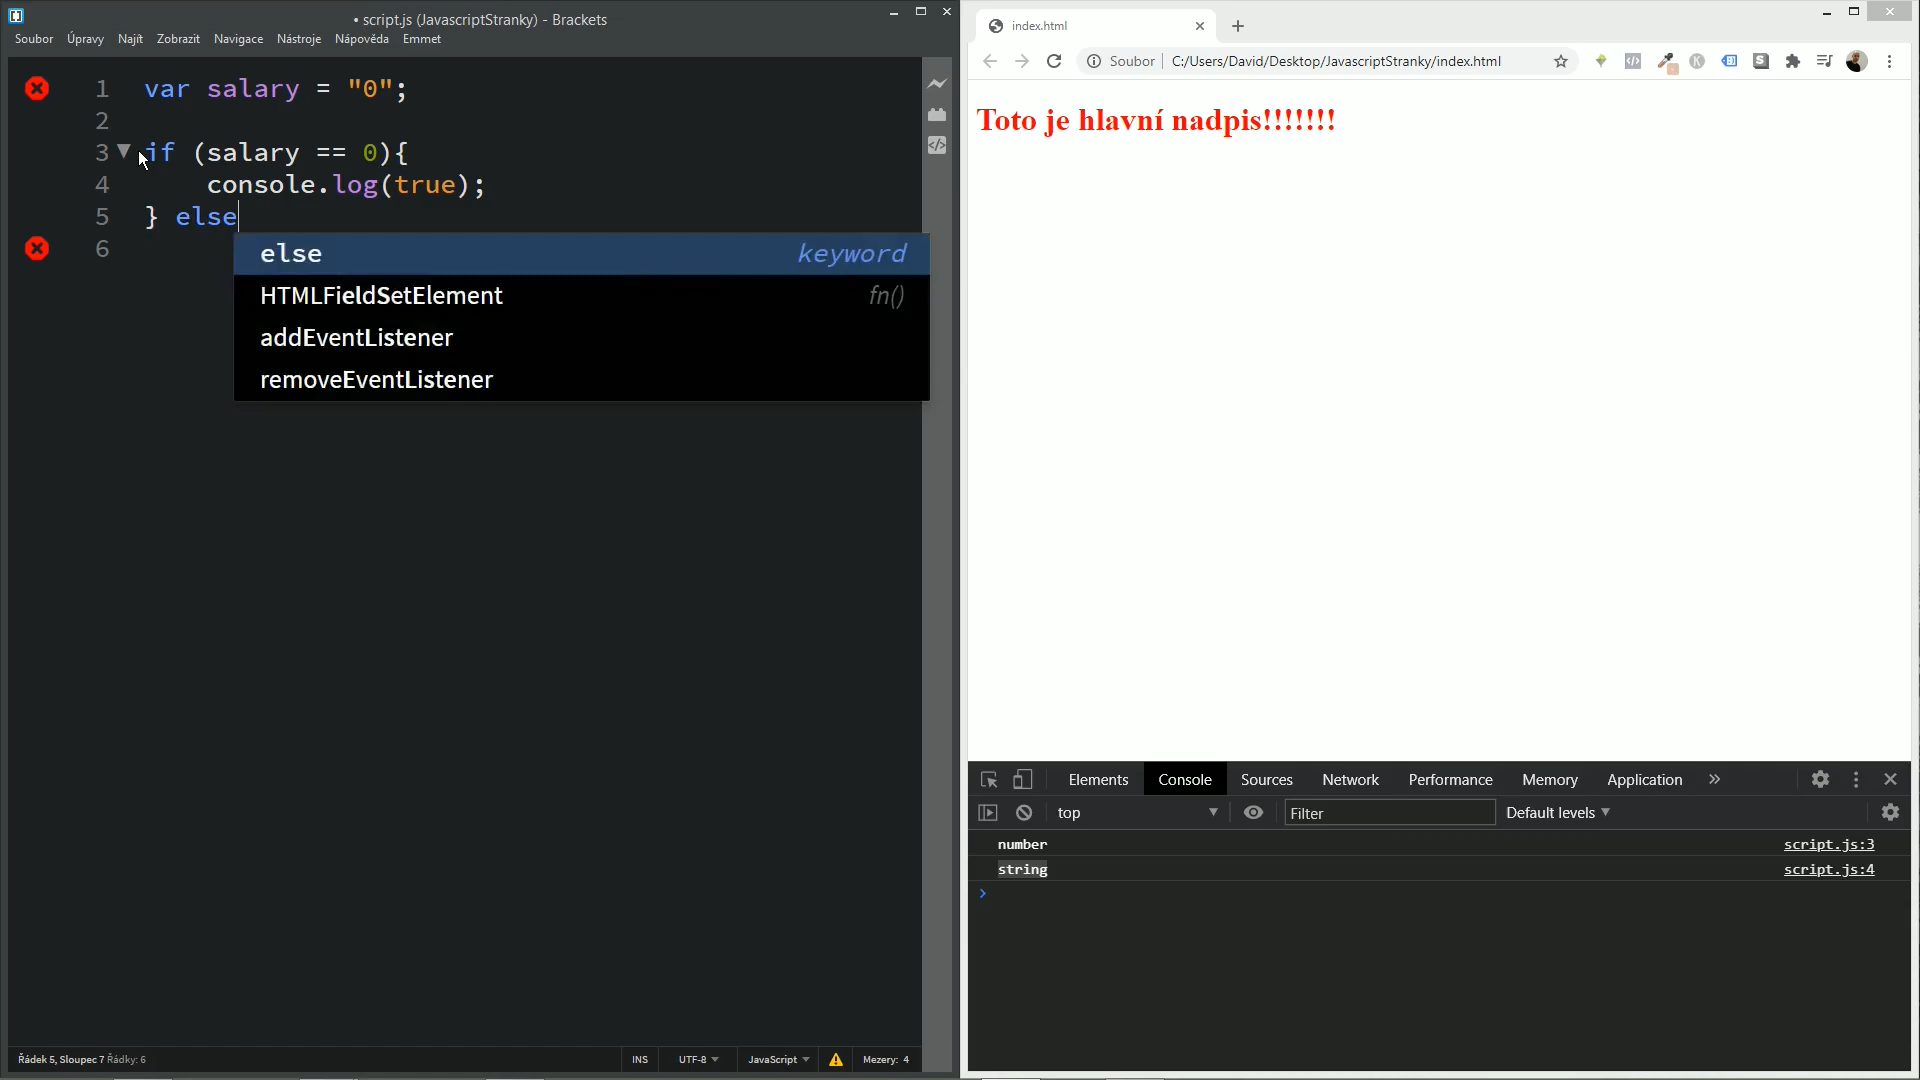 • script.js (JavascriptStranky) - Brackets
Soubor Úpravy Najít Zobrazit Navigace Nástroje Nápověda Emmet
1 var salary = "0";
2
3 if (salary == 0){
4 console.log(true);
5 } else
6
else keyword
HTMLFieldSetElement fn()
addEventListener
removeEventListener
Řádek 5, Sloupec 7 Řádky: 6
INS UTF-8 JavaScript Mezery: 4
index.html
Soubor C:/Users/David/Desktop/JavascriptStranky/index.html
Toto je hlavní nadpis!!!!!!!
Elements Console Sources Network Performance Memory Application »
top Filter Default levels
number script.js:3
string script.js:4